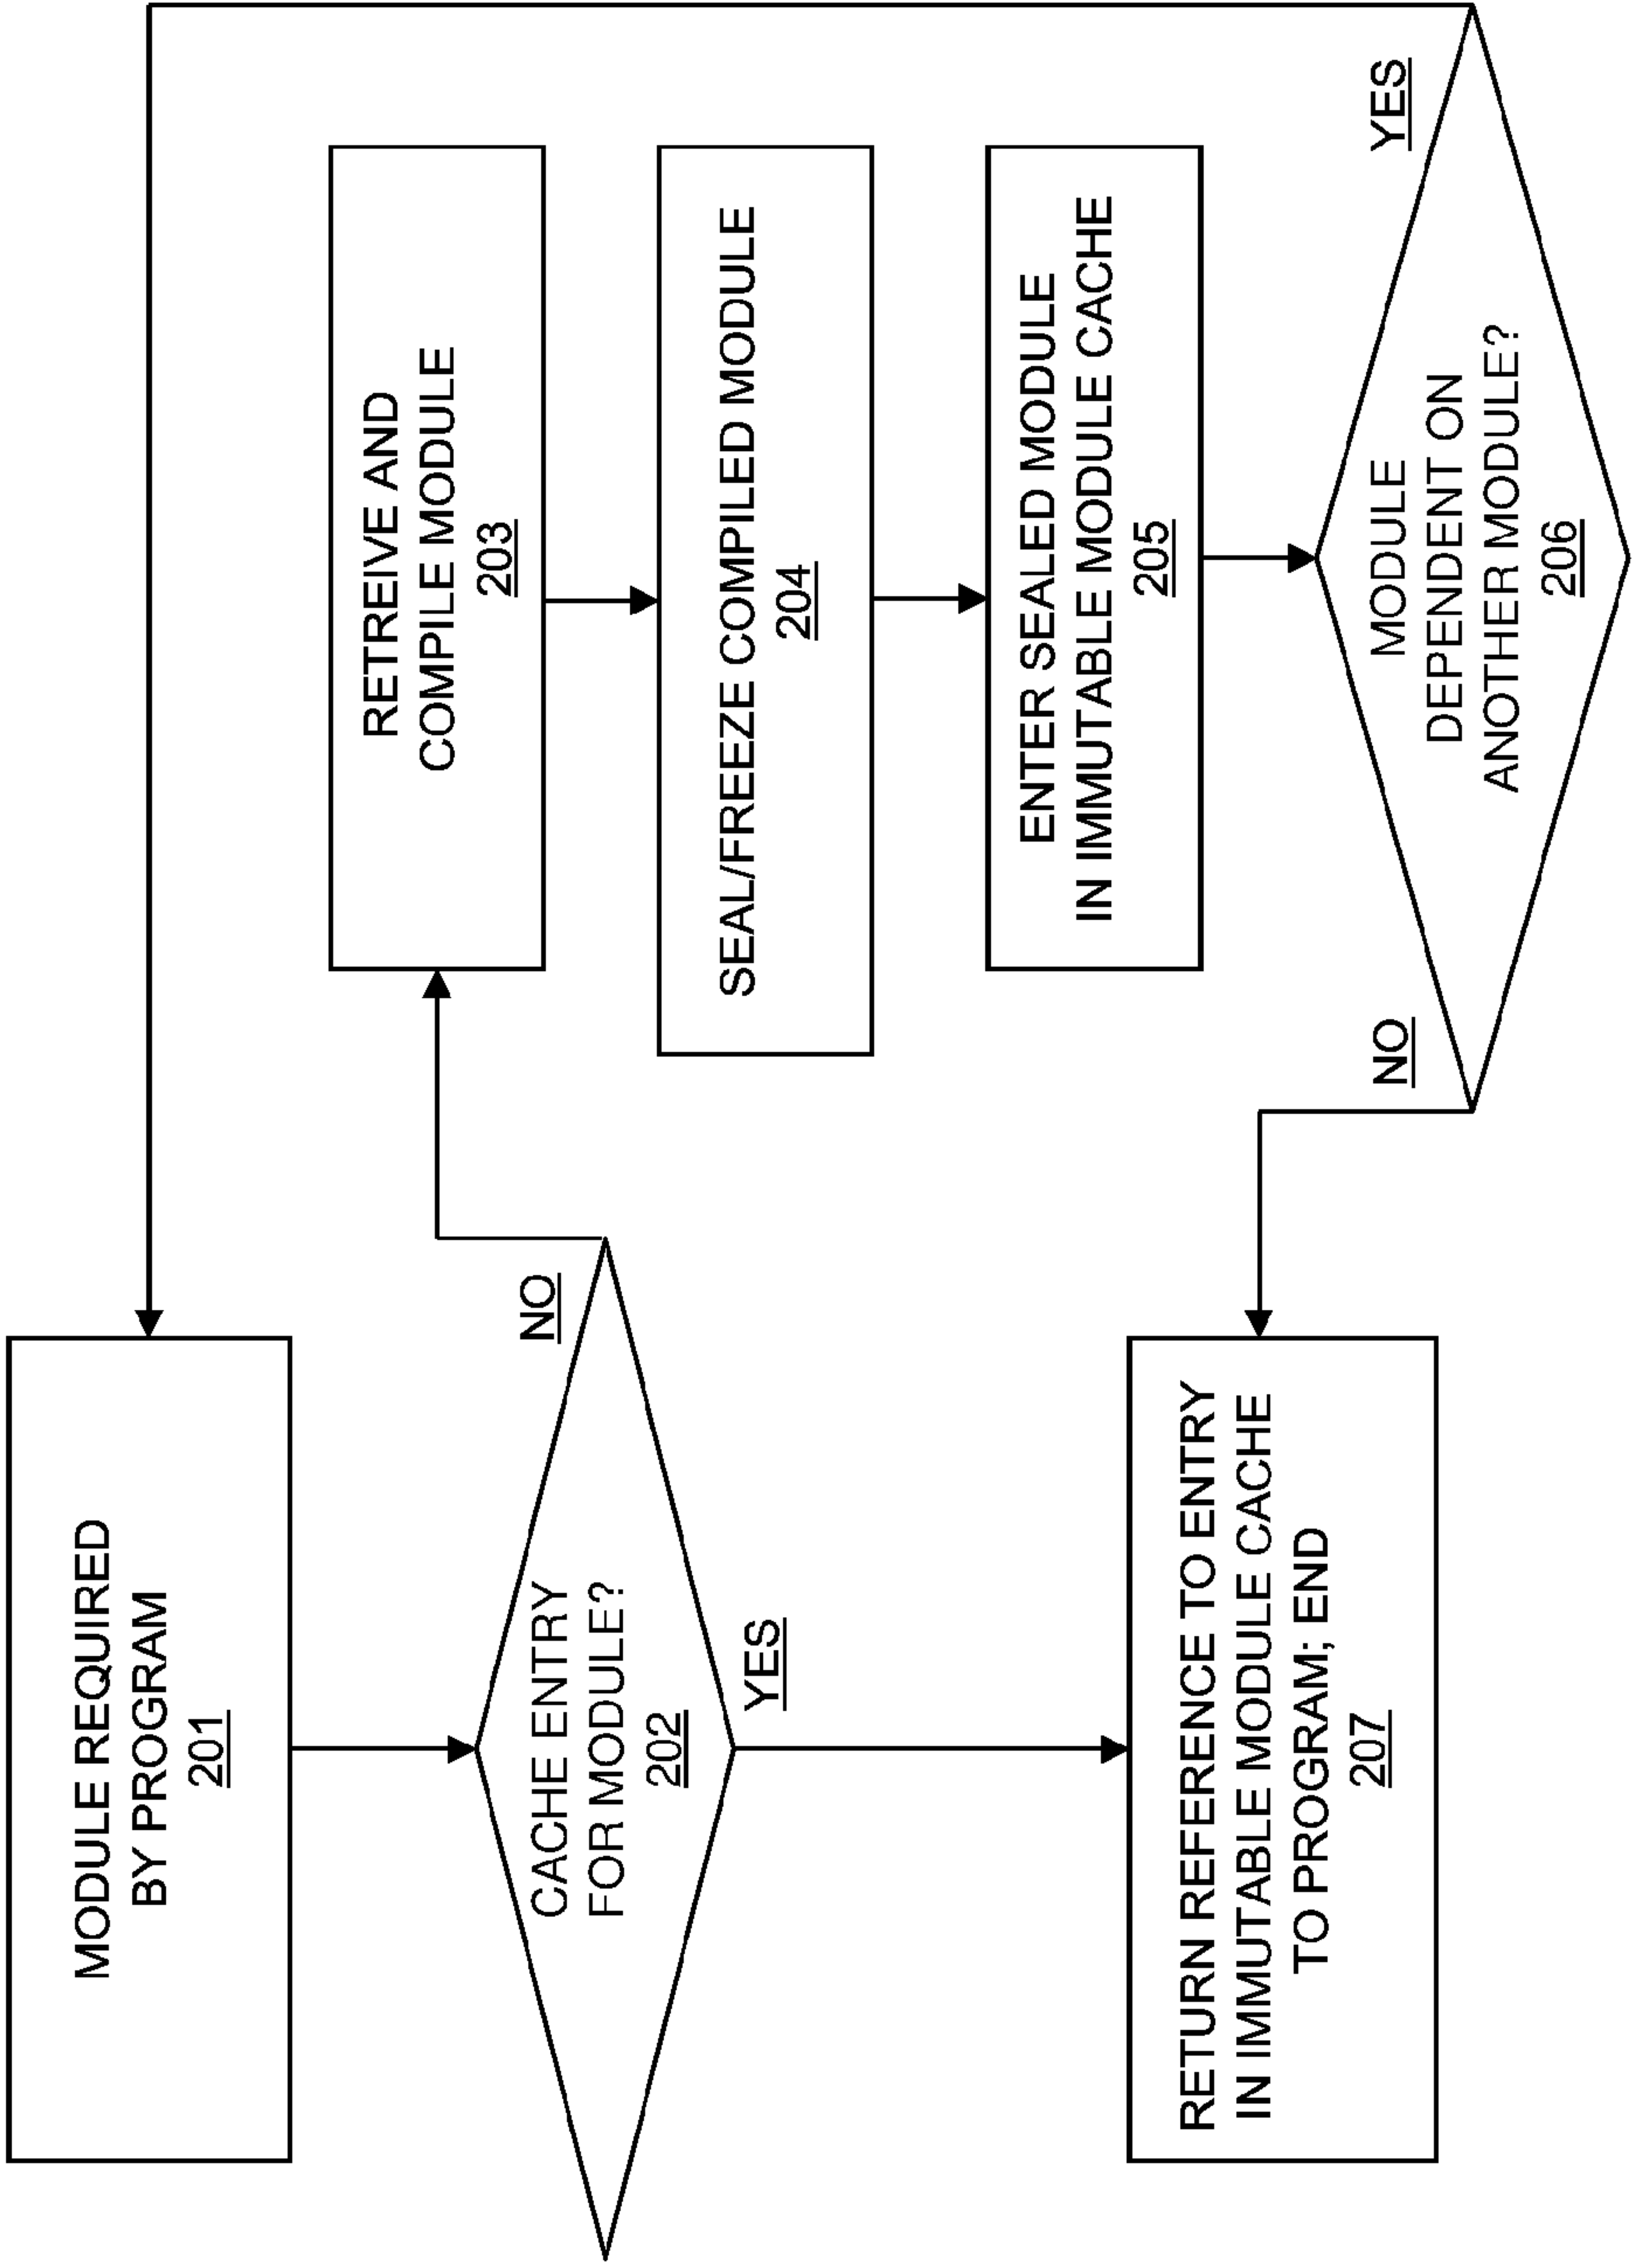 MODULE REQUIRED
BY PROGRAM
201
CACHE ENTRY
FOR MODULE?
202
NO
YES
RETREIVE AND
COMPILE MODULE
203
SEAL/FREEZE COMPILED MODULE
204
ENTER SEALED MODULE
IN IMMUTABLE MODULE CACHE
205
MODULE
DEPENDENT ON
ANOTHER MODULE?
206
YES
NO
RETURN REFERENCE TO ENTRY
IN IMMUTABLE MODULE CACHE
TO PROGRAM; END
207